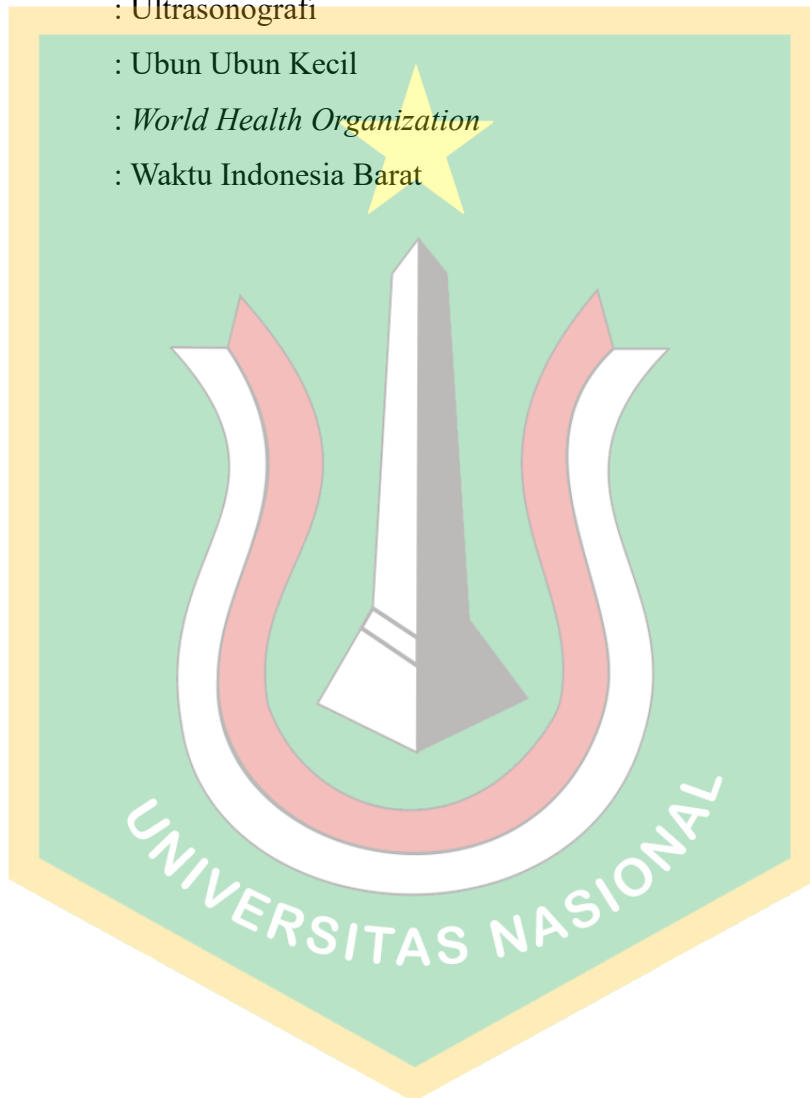 : Ultrasonografi
: Ubun Ubun Kecil
: World Health Organization
: Waktu Indonesia Barat
UNIVERSITAS NASIONAL